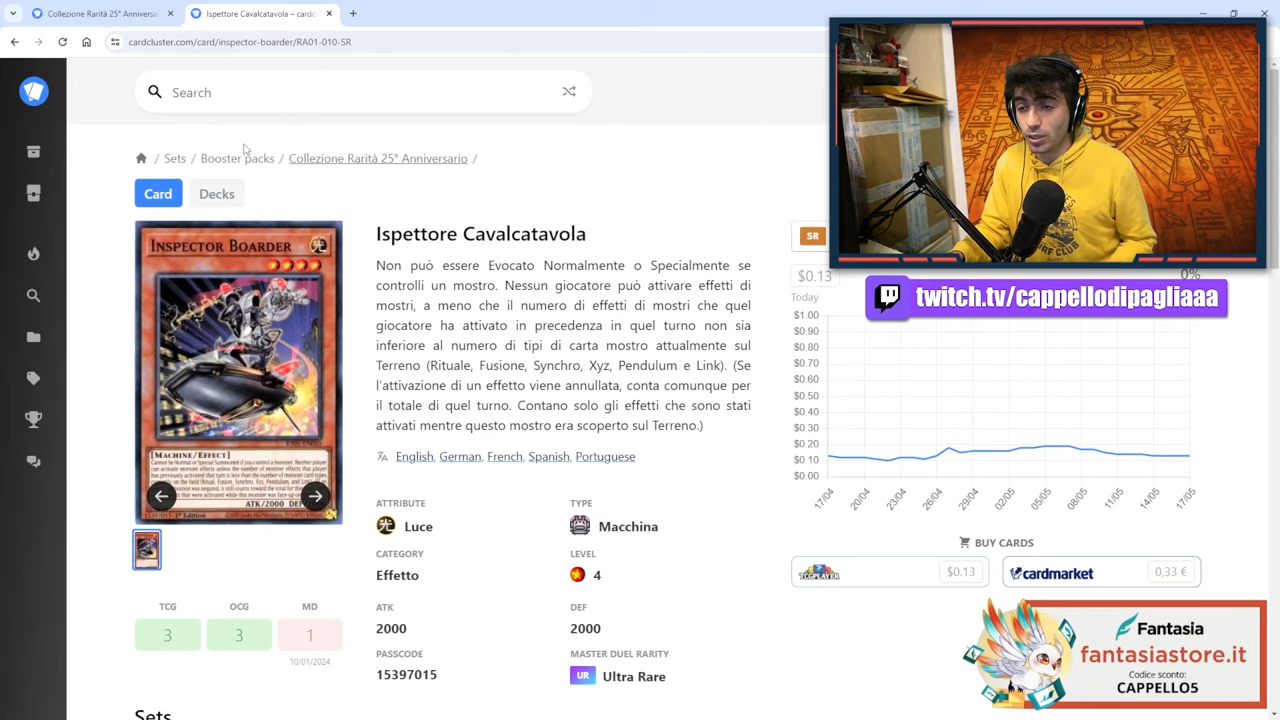 Collezione Rarità 25° Anniversa
Ispettore Cavalcatavola – cardc
cardcluster.com/card/inspector-boarder/RA01-010-SR
Search
/ Sets / Booster packs / Collezione Rarità 25° Anniversario /
Card
Decks
INSPECTOR BOARDER
[MACHINE/EFFECT]
TCG
OCG
MD
3
3
1
10/01/2024
Ispettore Cavalcatavola
Non può essere Evocato Normalmente o Specialmente se
controlli un mostro. Nessun giocatore può attivare effetti di
mostri, a meno che il numero di effetti di mostri che quel
giocatore ha attivato in precedenza in quel turno non sia
inferiore al numero di tipi di carta mostro attualmente sul
Terreno (Rituale, Fusione, Synchro, Xyz, Pendulum e Link). (Se
l'attivazione di un effetto viene annullata, conta comunque per
il totale di quel turno. Contano solo gli effetti che sono stati
attivati mentre questo mostro era scoperto sul Terreno.)
English, German, French, Spanish, Portuguese
ATTRIBUTE
Luce
TYPE
Macchina
CATEGORY
Effetto
LEVEL
4
ATK
2000
DEF
2000
PASSCODE
15397015
MASTER DUEL RARITY
UR Ultra Rare
Sets
SR
$0.13
0%
Today
$1.00
$0.90
$0.80
$0.70
$0.60
$0.50
$0.40
$0.30
$0.20
$0.10
$0.00
17/04
20/04
23/04
26/04
29/04
02/05
05/05
08/05
11/05
14/05
17/05
BUY CARDS
TCGPLAYER
$0.13
cardmarket
0,33 €
twitch.tv/cappellodipagliaaa
Fantasia
fantasiastore.it
Codice sconto:
CAPPELLO5